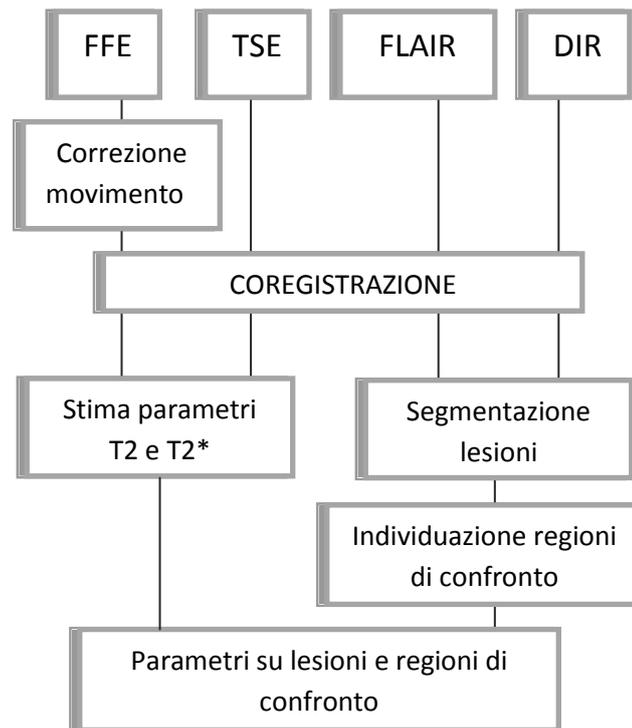 FFE
TSE
FLAIR
DIR
Correzione
movimento
COREGISTRAZIONE
Stima parametri
T2 e T2*
Segmentazione
lesioni
Individuazione regioni
di confronto
Parametri su lesioni e regioni di
confronto